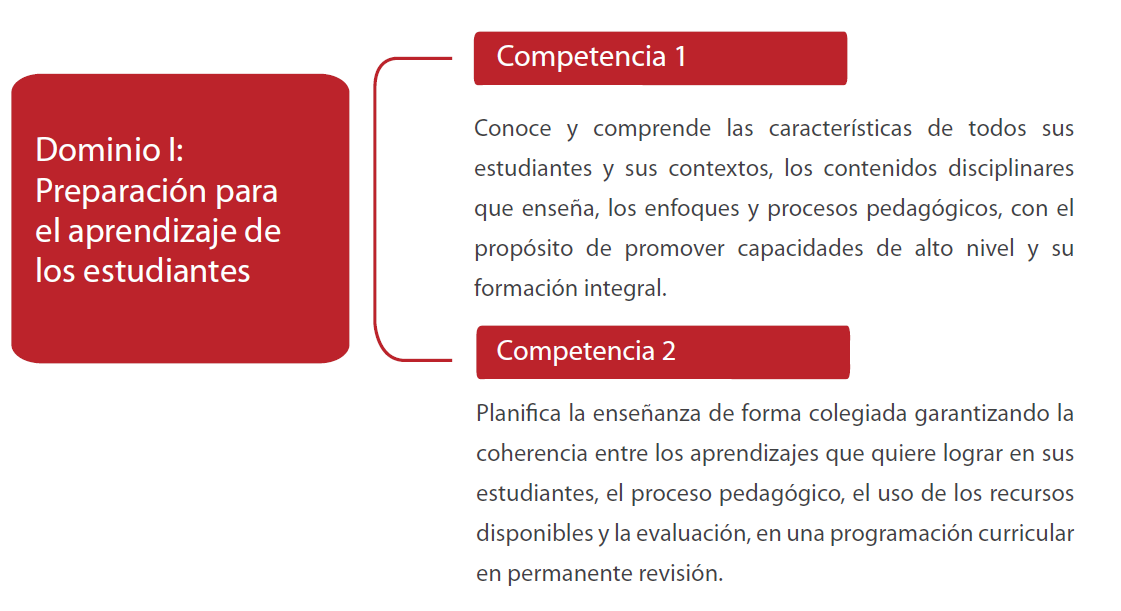 Dominio I:
Preparación para
el aprendizaje de
los estudiantes
Competencia 1
Conoce y comprende las características de todos sus
estudiantes y sus contextos, los contenidos disciplinares
que enseña, los enfoques y procesos pedagógicos, con el
propósito de promover capacidades de alto nivel y su
formación integral.
Competencia 2
Planifica la enseñanza de forma colegiada garantizando la
coherencia entre los aprendizajes que quiere lograr en sus
estudiantes, el proceso pedagógico, el uso de los recursos
disponibles y la evaluación, en una programación curricular
en permanente revisión.